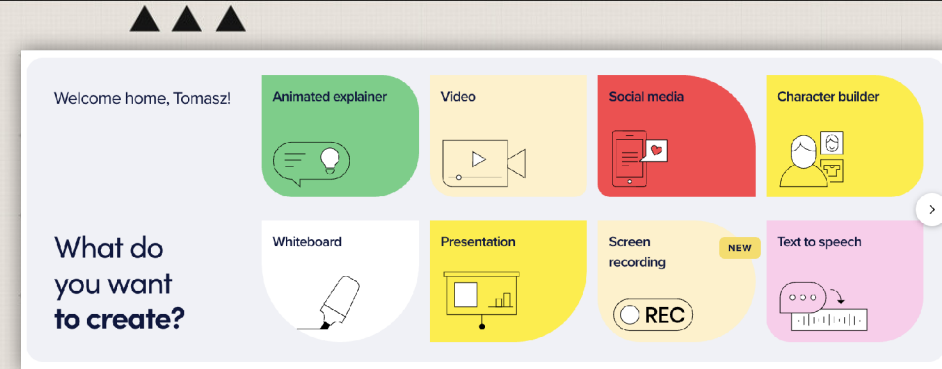 Welcome home, Tomasz!
Animated explainer
Video
Social media
Character builder
What do
you want
to create?
Whiteboard
Presentation
Screen
recording
NEW
REC
Text to speech